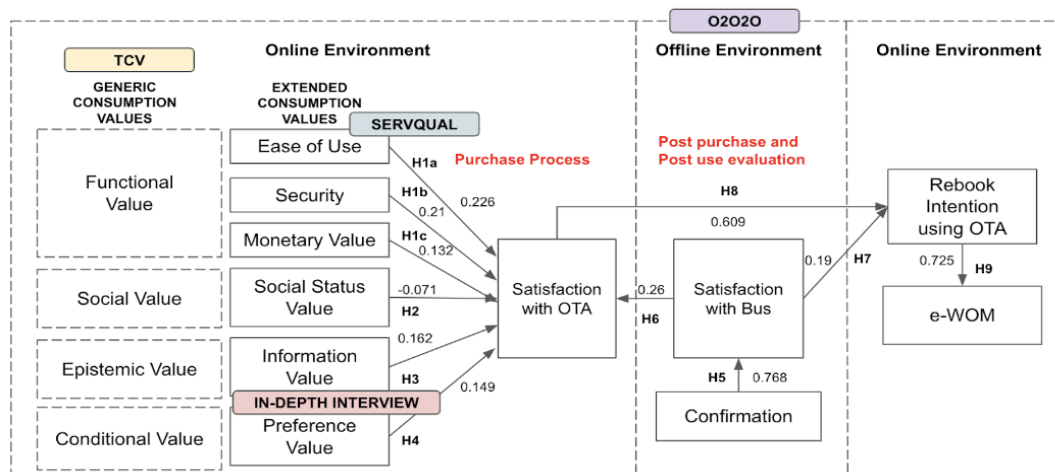 O2O2O
Online Environment
Offline Environment
Online Environment
TCV
GENERIC
CONSUMPTION
VALUES
EXTENDED
CONSUMPTION
VALUES
SERVQUAL
Ease of Use
H1a
Purchase Process
Post purchase and
Post use evaluation
Functional
Value
Security
H1b
0.21
0.226
H8
0.609
Rebook
Intention
using OTA
Monetary Value
H1c
0.132
Satisfaction
with OTA
Satisfaction
with Bus
0.19
H7
0.725
H9
Social Value
Social Status
Value
-0.071
H2
0.26
H6
e-WOM
Epistemic Value
Information
Value
0.162
H3
IN-DEPTH INTERVIEW
0.149
H5
0.768
Conditional Value
Preference
Value
H4
Confirmation